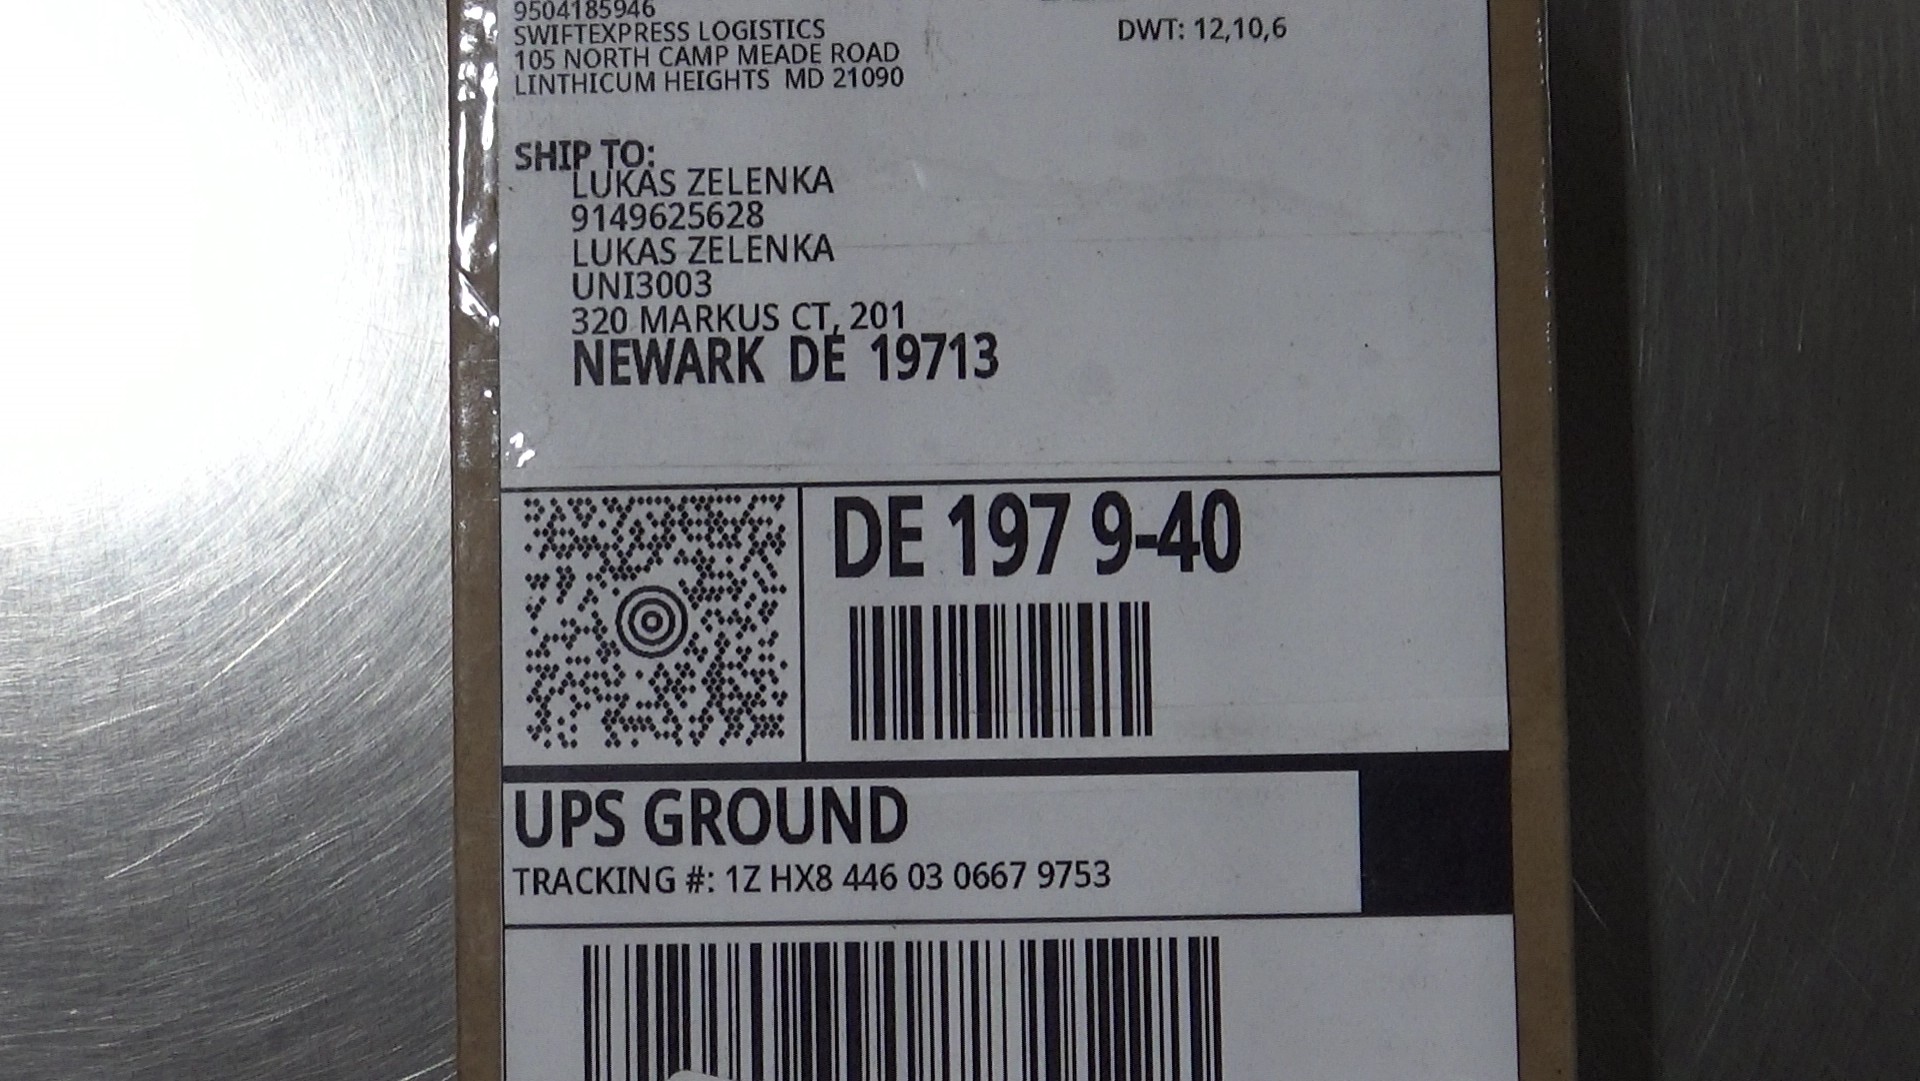 9504185946
SWIFTEXPRESS LOGISTICS
105 NORTH CAMP MEADE ROAD
LINTHICUM HEIGHTS MD 21090
DWT: 12,10,6
SHIP TO:
LUKAS ZELENKA
9149625628
LUKAS ZELENKA
UNI3003
320 MARKUS CT, 201
NEWARK DE 19713
DE 197 9-40
UPS GROUND
TRACKING #: 1Z HX8 446 03 0667 9753